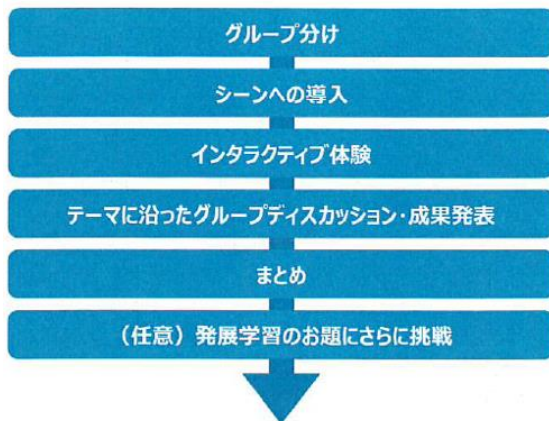 グループ分け
シーンへの導入
インタラクティブ体験
テーマに沿ったグループディスカッション・成果発表
まとめ
（任意）発展学習のお題にさらに挑戦